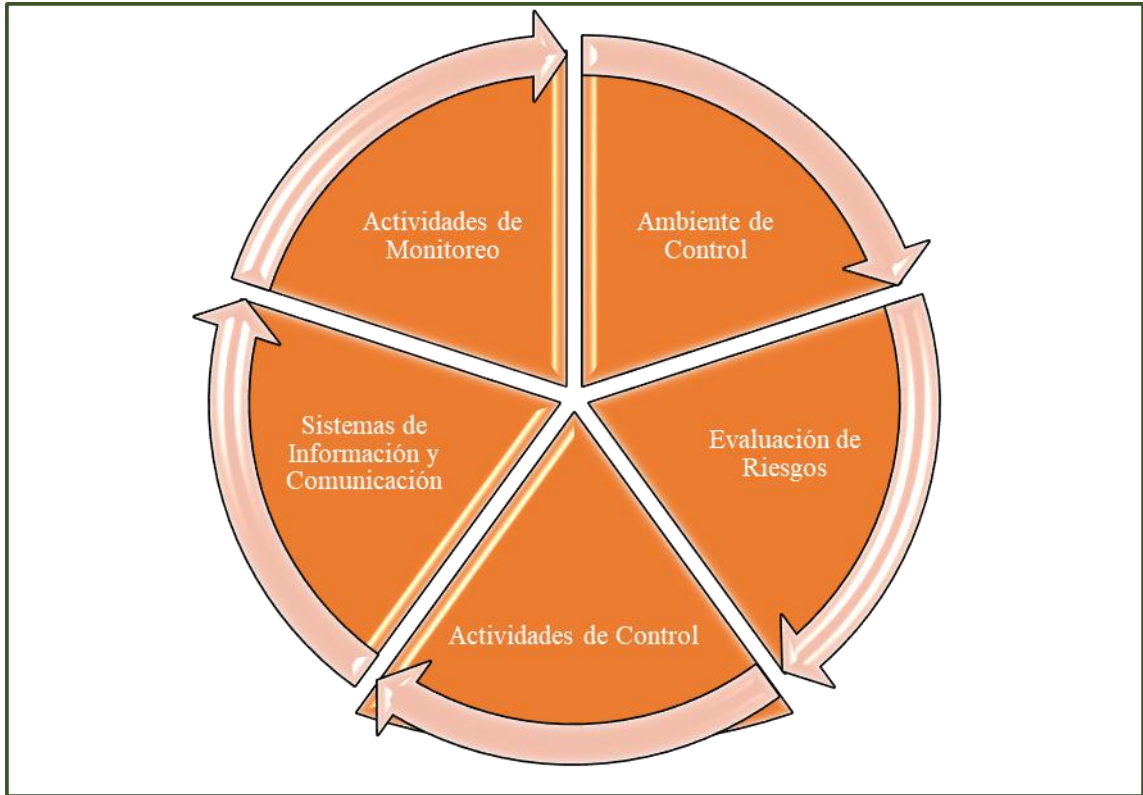 Actividades de
Monitoreo
Ambiente de
Control
Sistemas de
Información y
Comunicación
Evaluación de
Riesgos
Actividades de Control